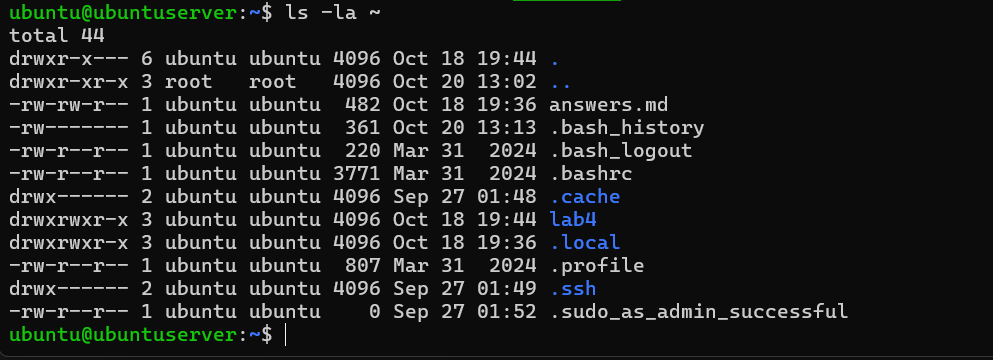 ubuntu@ubuntuserver:~$ ls -la ~
total 44
drwxr-x--- 6 ubuntu ubuntu 4096 Oct 18 19:44 .
drwxr-xr-x 3 root   root   4096 Oct 20 13:02 ..
-rw-rw-r-- 1 ubuntu ubuntu  482 Oct 18 19:36 answers.md
-rw------- 1 ubuntu ubuntu  361 Oct 20 13:13 .bash_history
-rw-r--r-- 1 ubuntu ubuntu  220 Mar 31  2024 .bash_logout
-rw-r--r-- 1 ubuntu ubuntu 3771 Mar 31  2024 .bashrc
drwx------ 2 ubuntu ubuntu 4096 Sep 27 01:48 .cache
drwxrwxr-x 3 ubuntu ubuntu 4096 Oct 18 19:44 lab4
drwxrwxr-x 3 ubuntu ubuntu 4096 Oct 18 19:36 .local
-rw-r--r-- 1 ubuntu ubuntu  807 Mar 31  2024 .profile
drwx------ 2 ubuntu ubuntu 4096 Sep 27 01:49 .ssh
-rw-r--r-- 1 ubuntu ubuntu    0 Sep 27 01:52 .sudo_as_admin_successful
ubuntu@ubuntuserver:~$